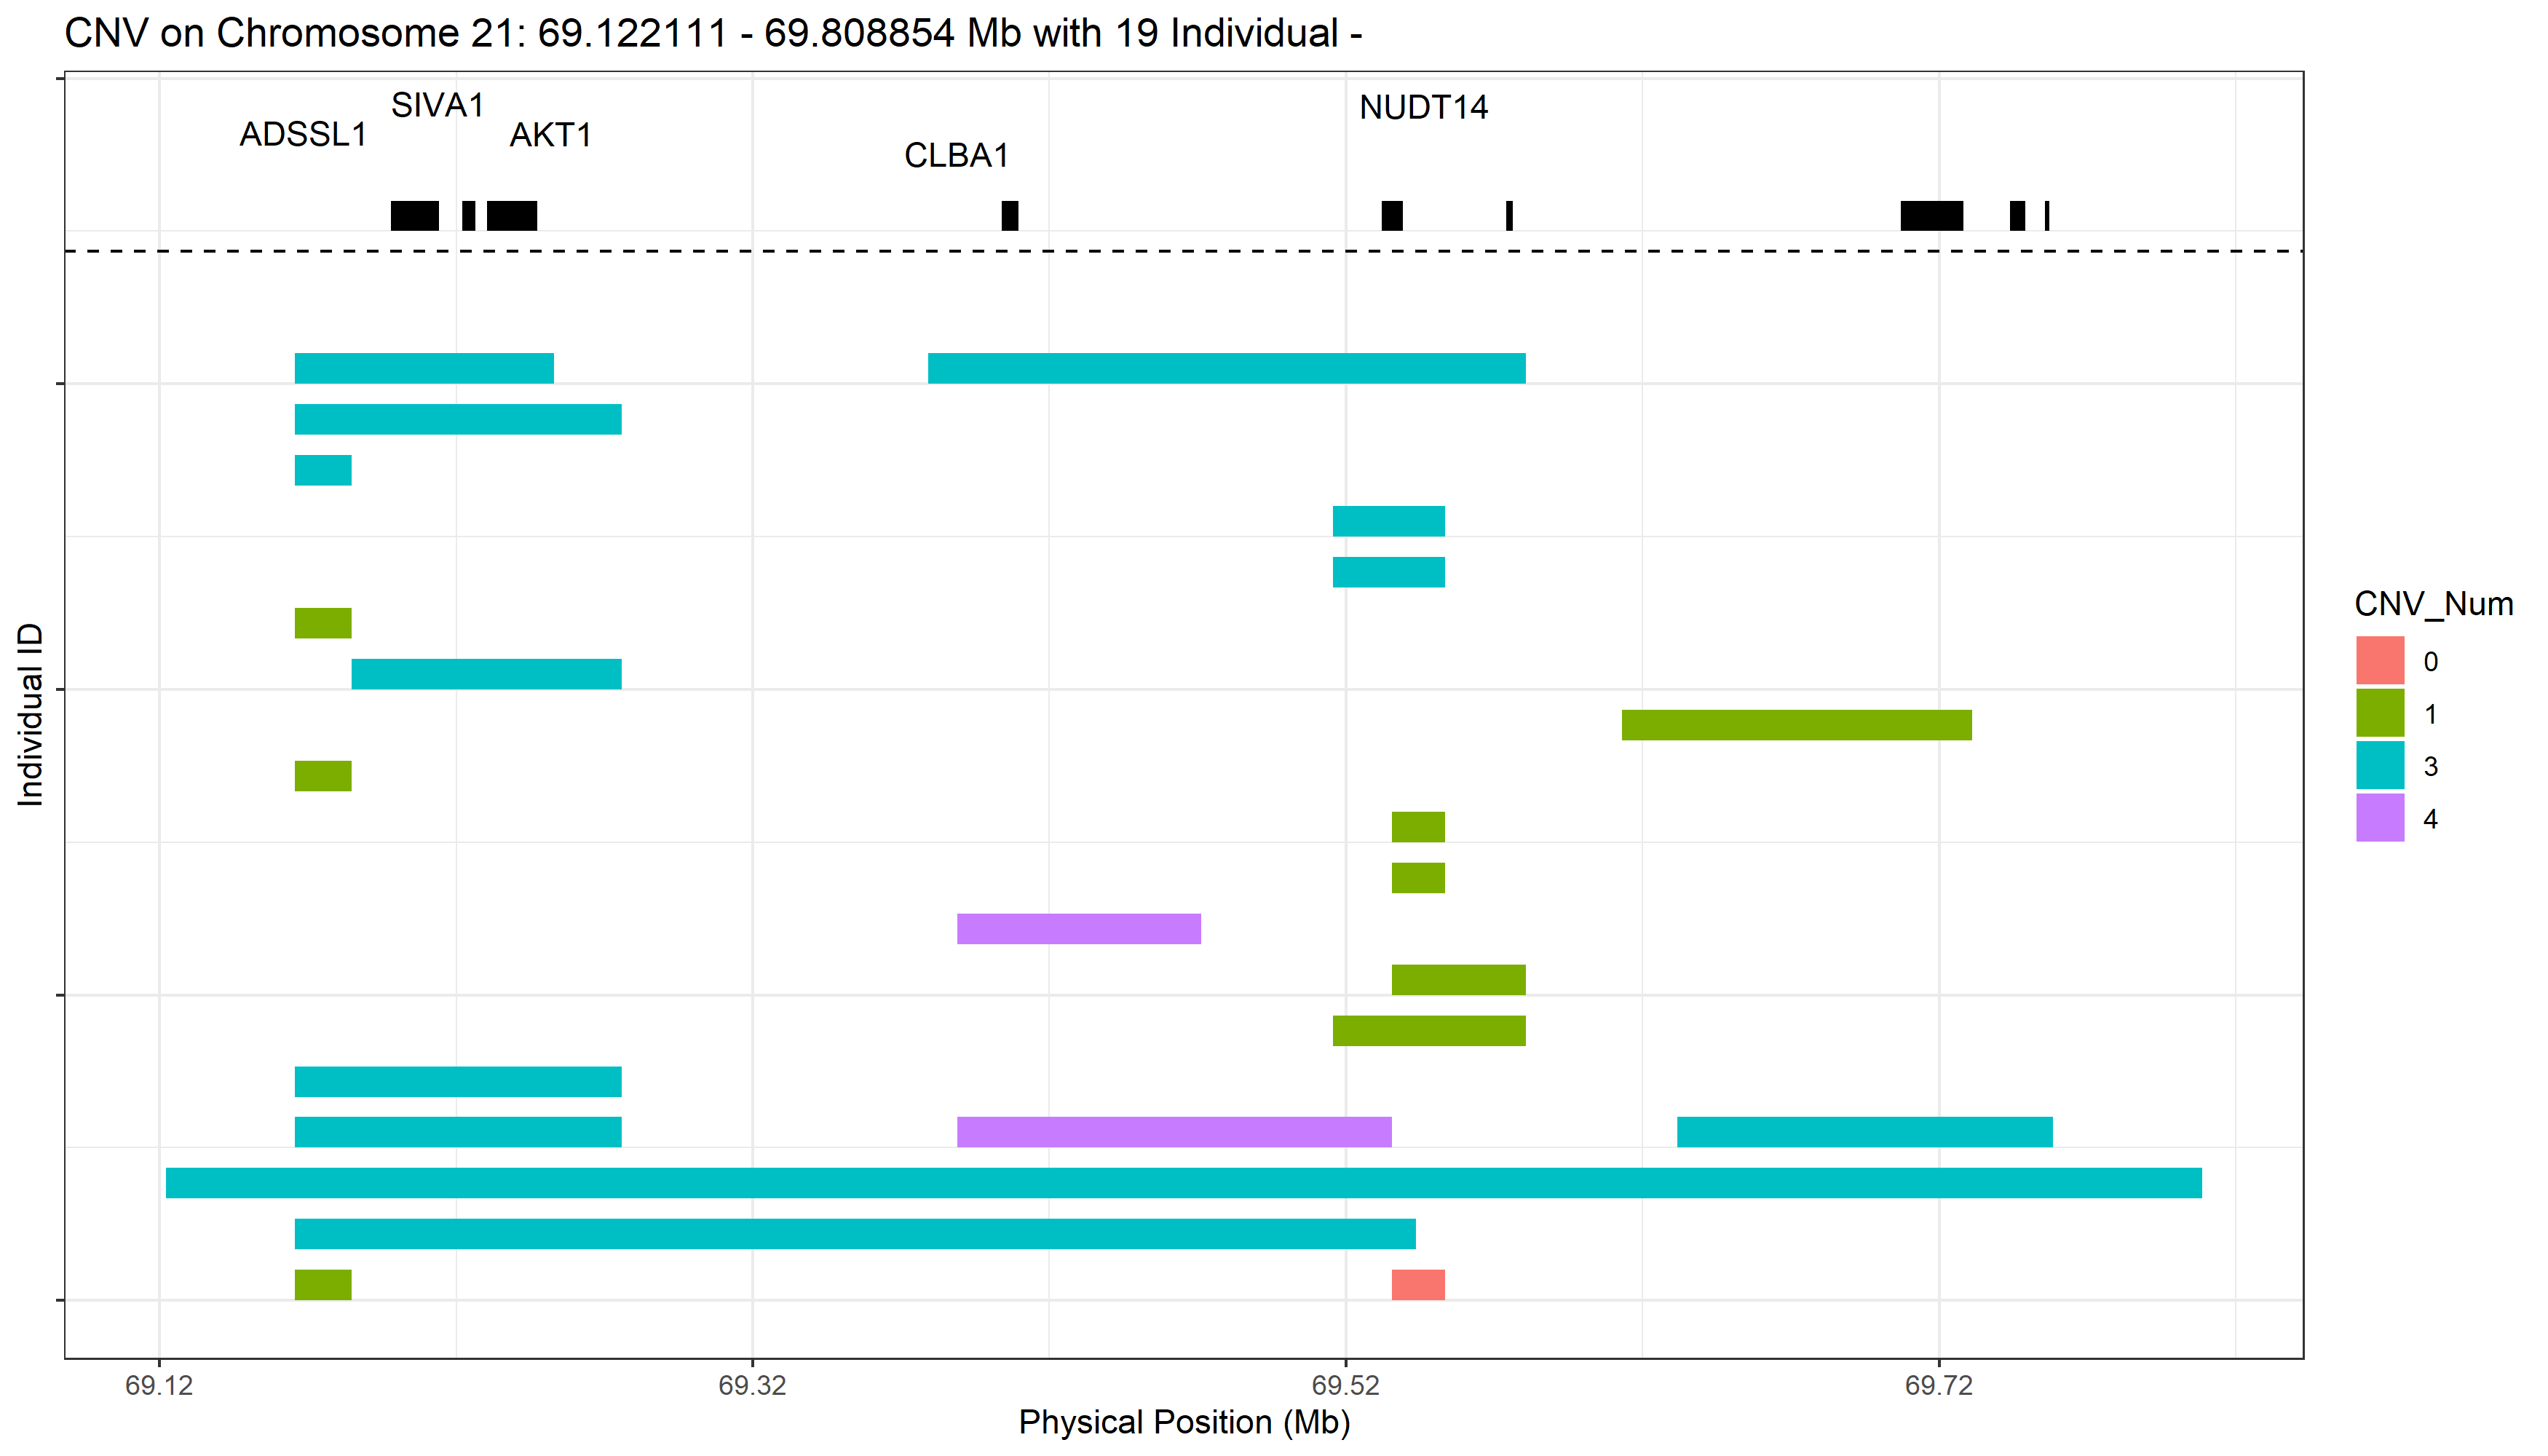 CNV on Chromosome 21: 69.122111 - 69.808854 Mb with 19 Individual -
SIVA1
NUDT14
ADSSL1
AKT1
CLBA1
Individual ID
CNV_Num
0
1
3
4
69.12
69.32
69.52
69.72
Physical Position (Mb)